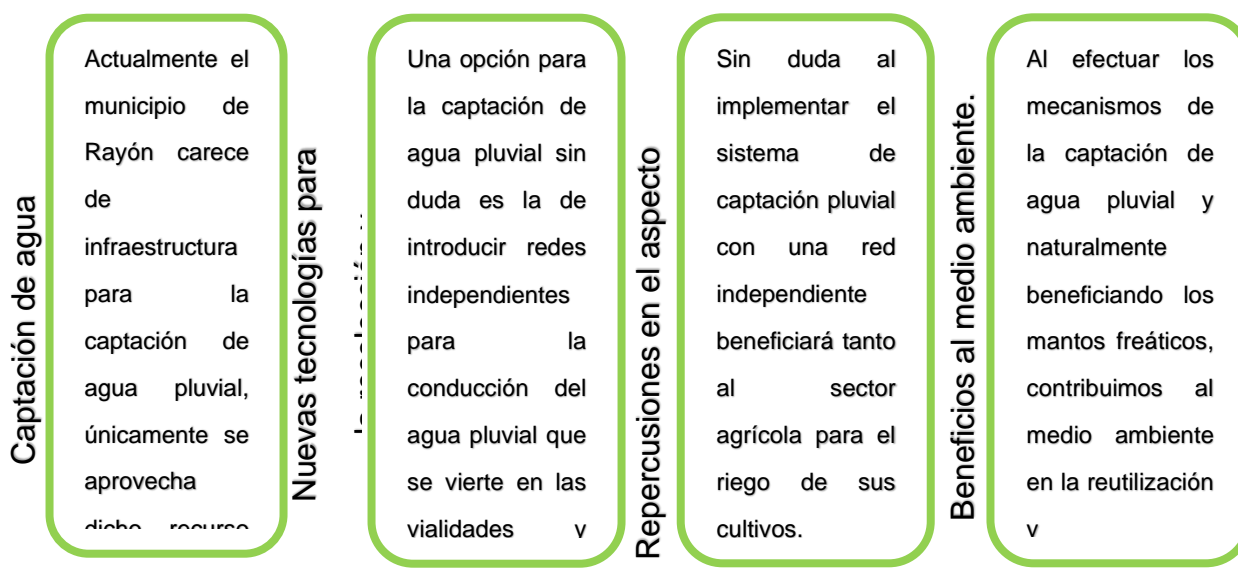 Captación de agua
Actualmente el
municipio de
Rayón carece
de
infraestructura
para la
captación de
agua pluvial,
únicamente se
aprovecha
dicho recurso
Nuevas tecnologías para
Una opción para
la captación de
agua pluvial sin
duda es la de
introducir redes
independientes
para la
conducción del
agua pluvial que
se vierte en las
vialidades y
Repercusiones en el aspecto
Sin duda al
implementar el
sistema de
captación pluvial
con una red
independiente
beneficiará tanto
al sector
agrícola para el
riego de sus
cultivos.
Beneficios al medio ambiente.
Al efectuar los
mecanismos de
la captación de
agua pluvial y
naturalmente
beneficiando los
mantos freáticos,
contribuimos al
medio ambiente
en la reutilización
y